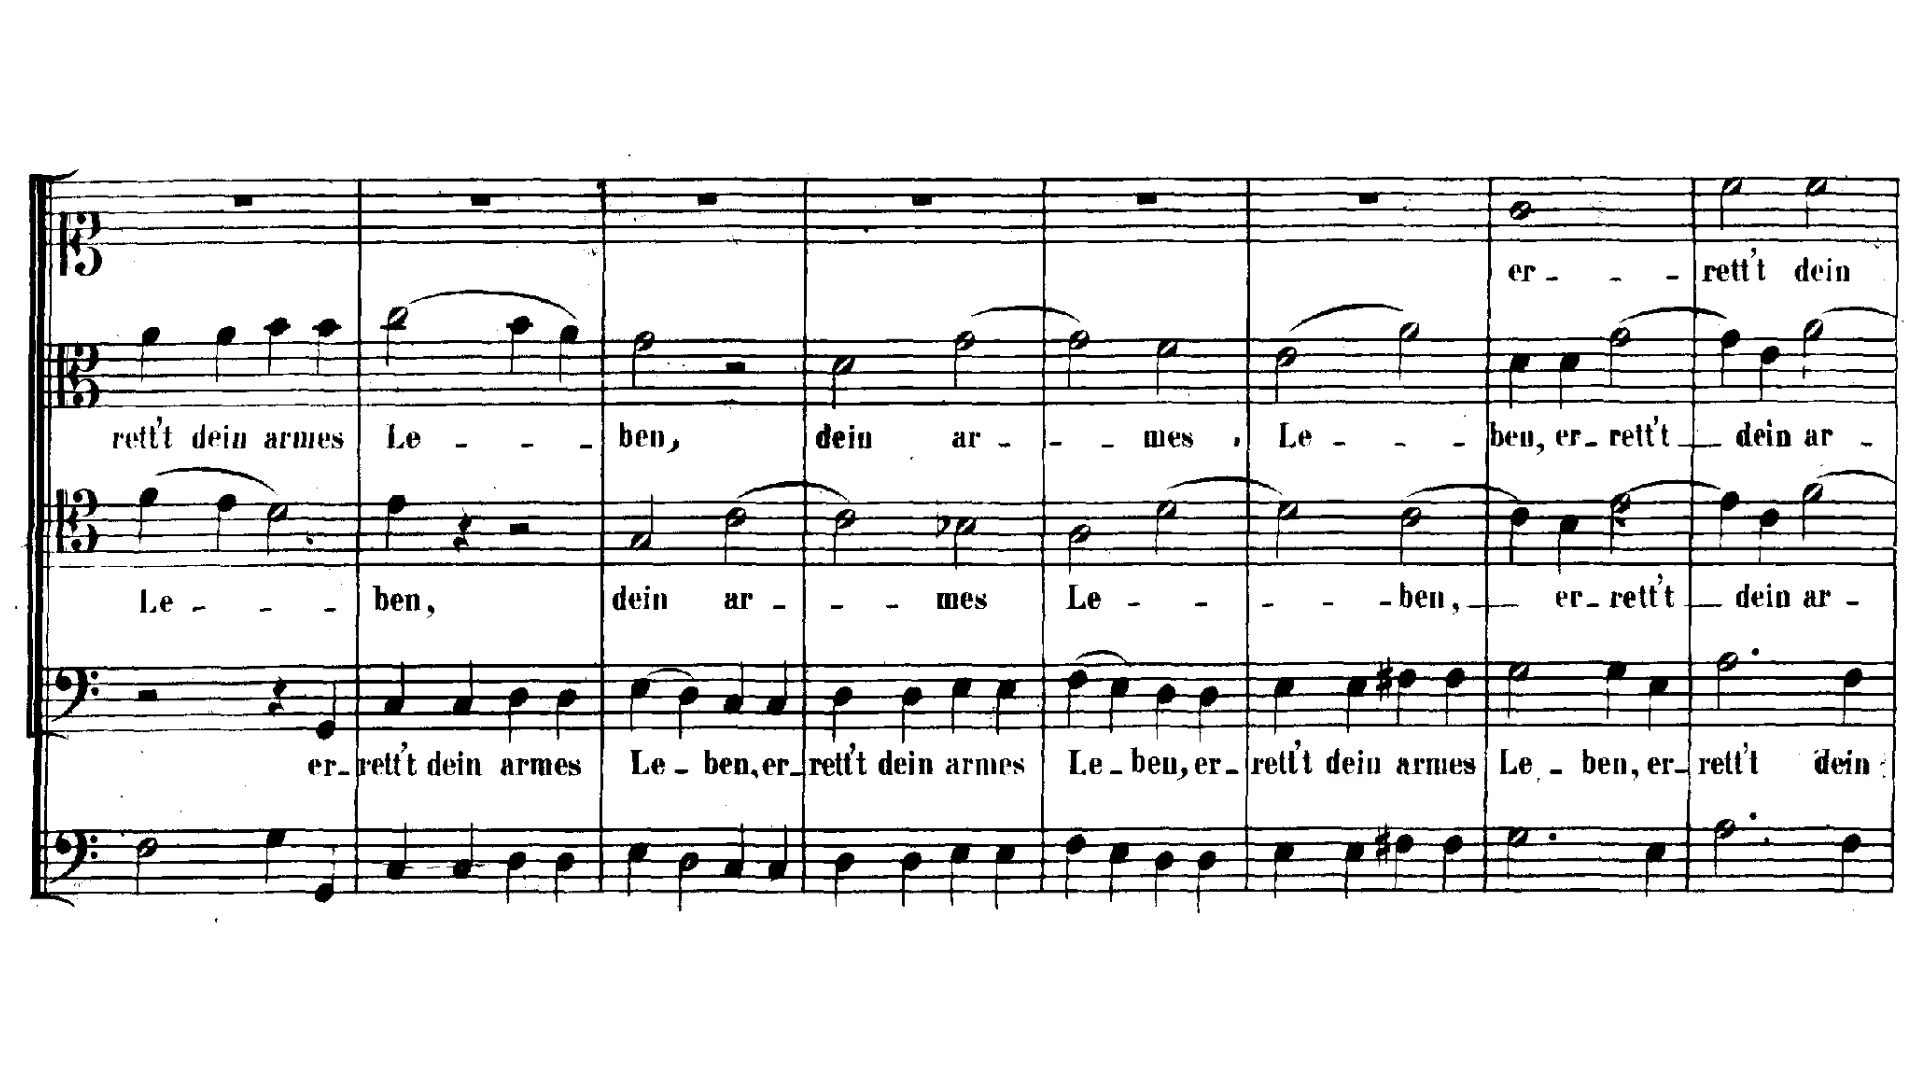 er - - - rett't dein
rett't dein armes Le - - - ben, dein ar - - - mes Le - - - ben, er - rett't dein ar -
Le - - - ben, dein ar - - - mes Le - - - - ben, er - rett't dein ar -
er - rett't dein armes Le - ben, er - rett't dein armes Le - ben, er - rett't dein armes Le - ben, er - rett't dein